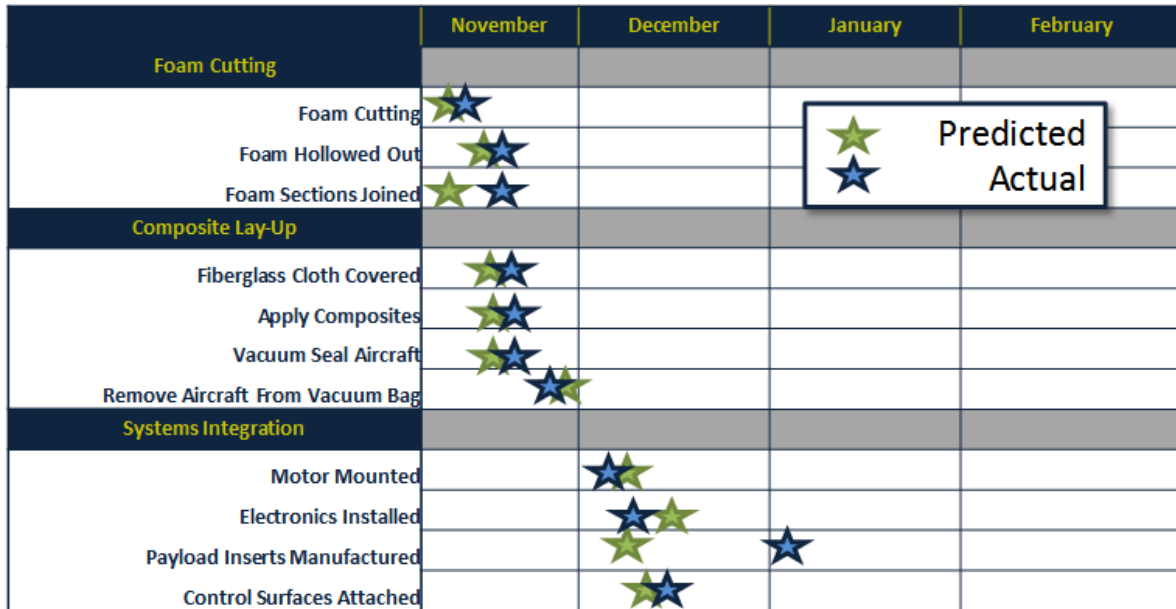 November December January February
Foam Cutting
Foam Cutting
Predicted
Foam Hollowed Out
Actual
Foam Sections Joined
Composite Lay-Up
Fiberglass Cloth Covered
Apply Composites
Vacuum Seal Aircraft
Remove Aircraft From Vacuum Bag
Systems Integration
Motor Mounted
Electronics Installed
Payload Inserts Manufactured
Control Surfaces Attached